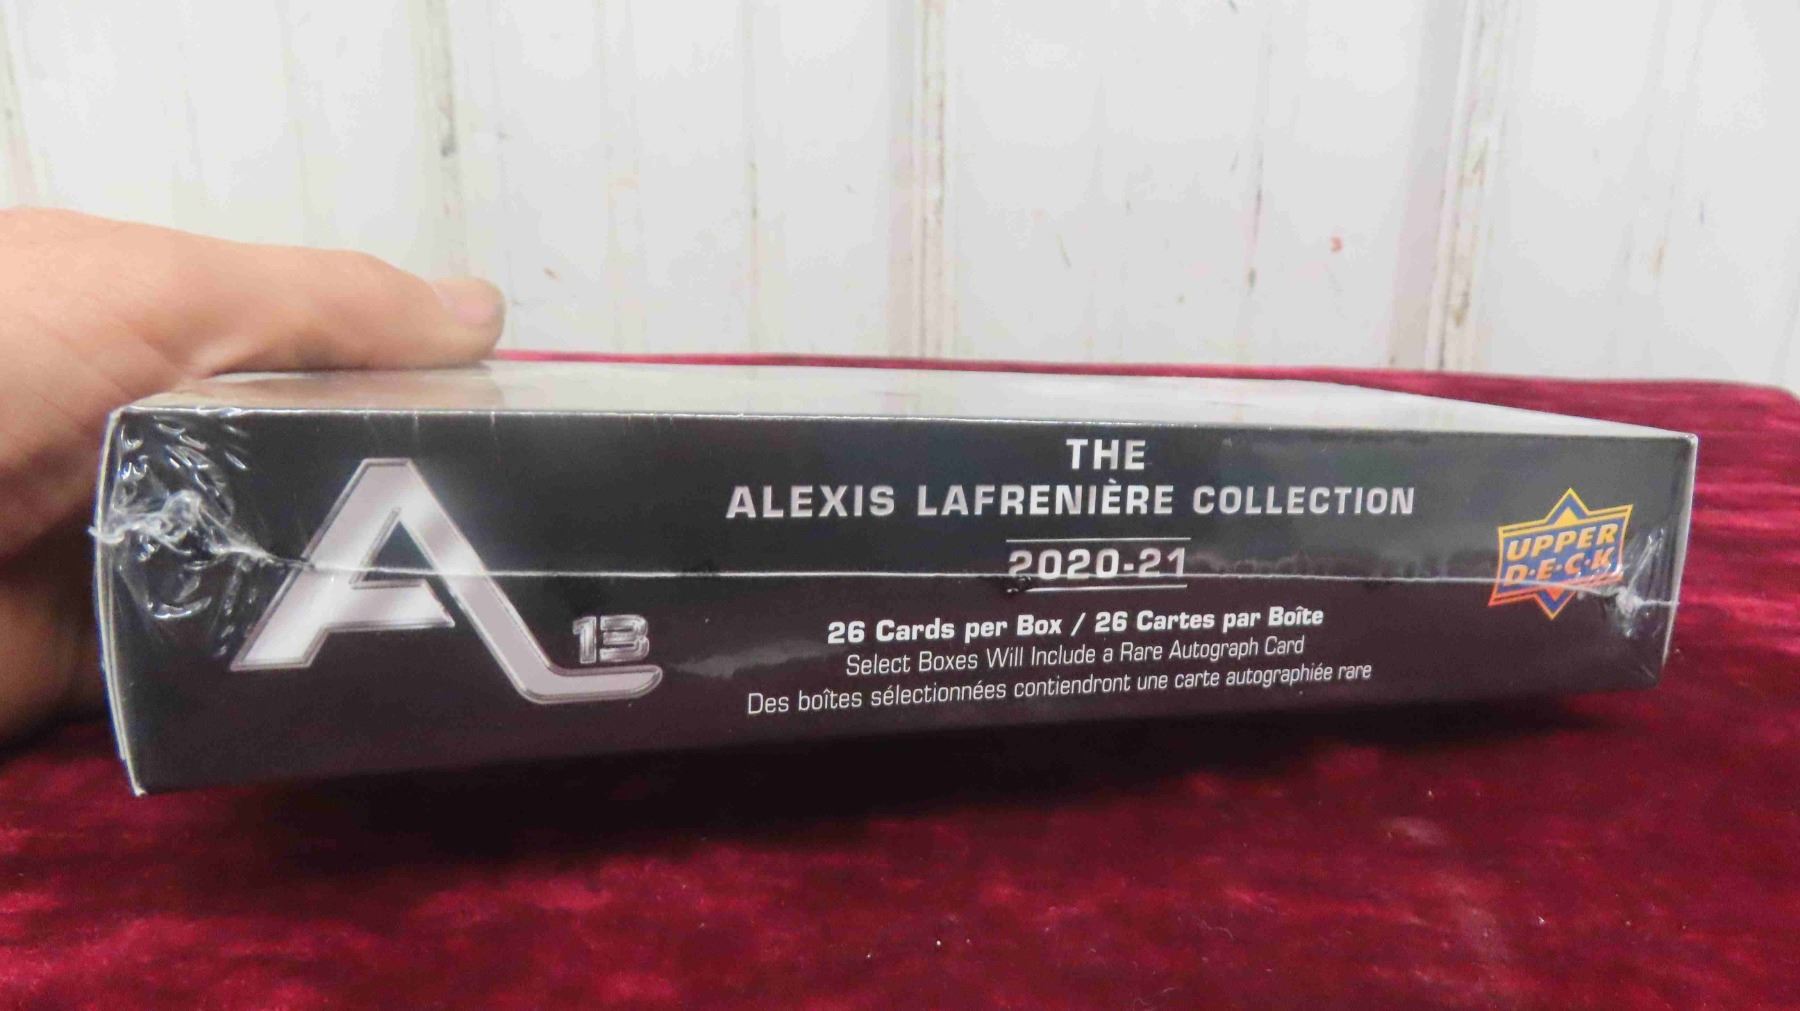 THE
ALEXIS LAFRENIÈRE COLLECTION
2020-21
26 Cards per Box / 26 Cartes par Boîte
Select Boxes Will Include a Rare Autograph Card
Des boîtes sélectionnées contiendront une carte autographiée rare
AL
13
UPPER
D·E·C·K